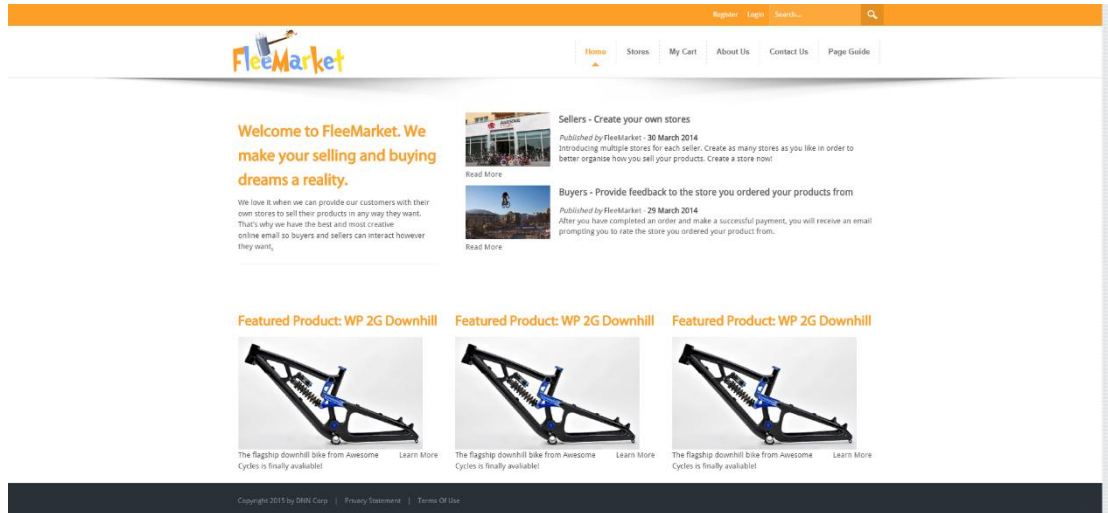 Register Login Search...
FleeMarket
Home Stores My Cart About Us Contact Us Page Guide
Welcome to FleeMarket. We
make your selling and buying
dreams a reality.
We love it when we can provide our customers with their
own stores to sell their products in any way they want.
That's why we have the best and most creative
online email so buyers and sellers can interact however
they want.
Sellers - Create your own stores
Published by FleeMarket - 30 March 2014
Introducing multiple stores for each seller. Create as many stores as you like in order to
better organise how you sell your products. Create a store now!
Read More
Buyers - Provide feedback to the store you ordered your products from
Published by FleeMarket - 29 March 2014
After you have completed an order and make a successful payment, you will receive an email
prompting you to rate the store you ordered your product from.
Read More
Featured Product: WP 2G Downhill
The flagship downhill bike from Awesome Learn More
Cycles is finally avaliable!
Featured Product: WP 2G Downhill
The flagship downhill bike from Awesome Learn More
Cycles is finally avaliable!
Featured Product: WP 2G Downhill
The flagship downhill bike from Awesome Learn More
Cycles is finally avaliable!
Copyright 2015 by DHN Corp | Privacy Statement | Terms Of Use